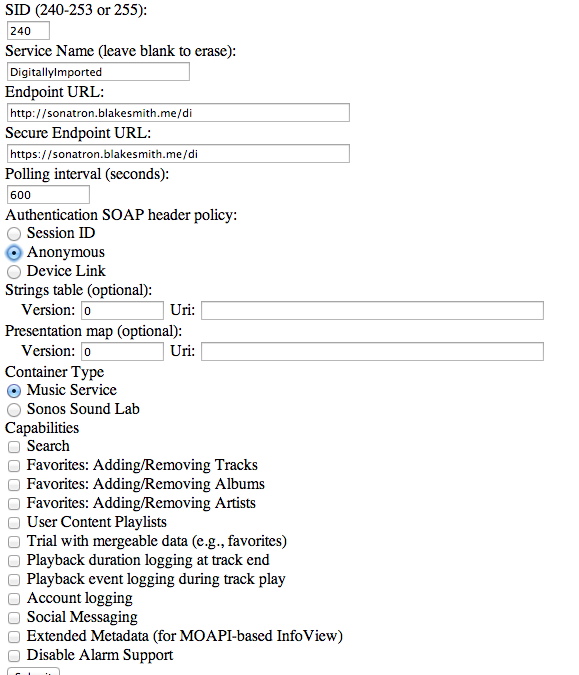 SID (240-253 or 255):
240
Service Name (leave blank to erase):
DigitallyImported
Endpoint URL:
http://sonatron.blakesmith.me/di
Secure Endpoint URL:
https://sonatron.blakesmith.me/di
Polling interval (seconds):
600
Authentication SOAP header policy:
Session ID
Anonymous
Device Link
Strings table (optional):
Version: 0 Uri:
Presentation map (optional):
Version: 0 Uri:
Container Type
Music Service
Sonos Sound Lab
Capabilities
Search
Favorites: Adding/Removing Tracks
Favorites: Adding/Removing Albums
Favorites: Adding/Removing Artists
User Content Playlists
Trial with mergeable data (e.g., favorites)
Playback duration logging at track end
Playback event logging during track play
Account logging
Social Messaging
Extended Metadata (for MOAPI-based InfoView)
Disable Alarm Support